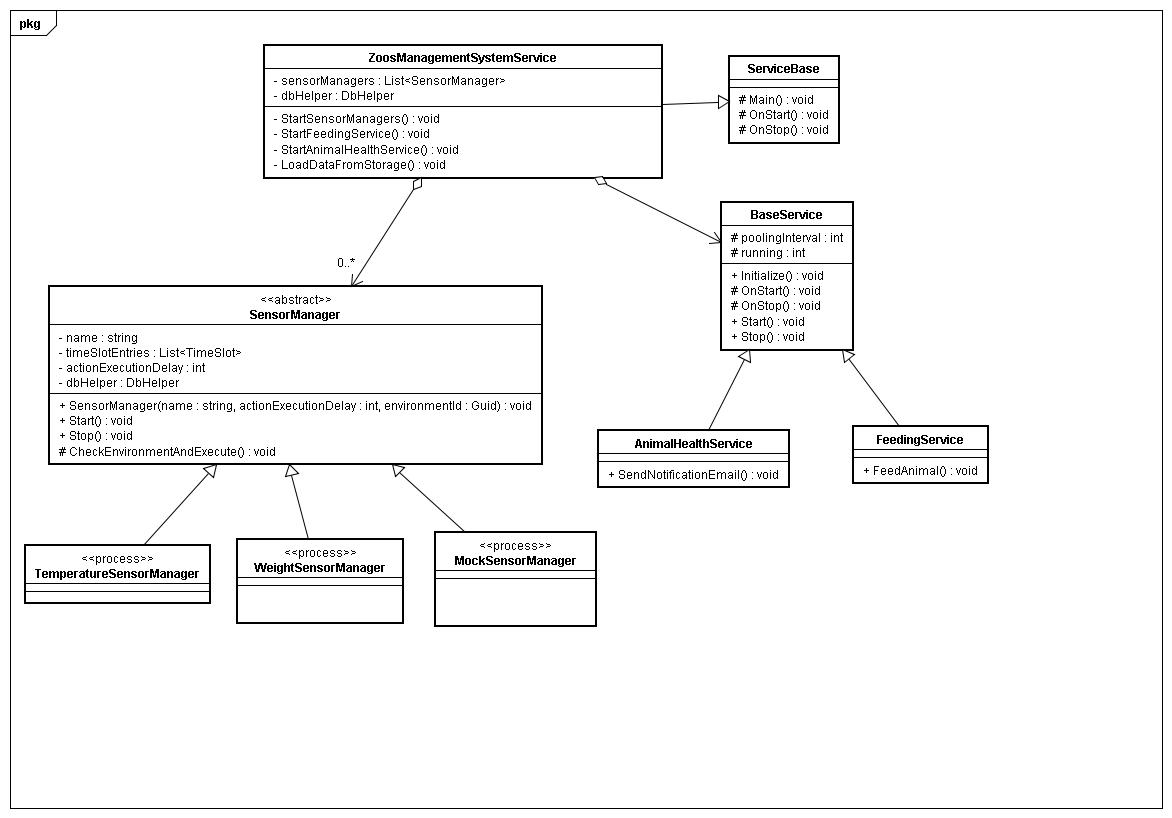 pkg
ZoosManagementSystemService
- sensorManagers : List<SensorManager>
- dbHelper : DbHelper
- StartSensorManagers() : void
- StartFeedingService() : void
- StartAnimalHealthService() : void
- LoadDataFromStorage() : void
ServiceBase
# Main() : void
# OnStart() : void
# OnStop() : void
BaseService
# poolingInterval : int
# running : int
+ Initialize() : void
# OnStart() : void
# OnStop() : void
+ Start() : void
+ Stop() : void
0..*
<<abstract>>
SensorManager
- name : string
- timeSlotEntries : List<TimeSlot>
- actionExecutionDelay : int
- dbHelper : DbHelper
+ SensorManager(name : string, actionExecutionDelay : int, environmentId : Guid) : void
+ Start() : void
+ Stop() : void
# CheckEnvironmentAndExecute() : void
AnimalHealthService
+ SendNotificationEmail() : void
FeedingService
+ FeedAnimal() : void
<<process>>
TemperatureSensorManager
<<process>>
WeightSensorManager
<<process>>
MockSensorManager